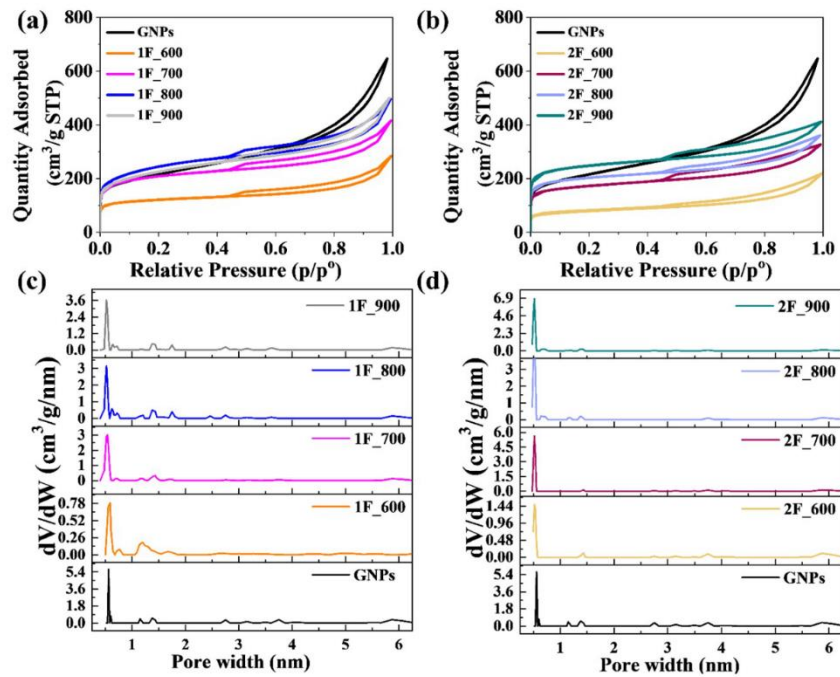 (a)
800
600
400
200
0
Quantity Adsorbed
(cm³/g STP)
GNPs
1F_600
1F_700
1F_800
1F_900
0.0 0.2 0.4 0.6 0.8 1.0
Relative Pressure (p/pº)
(b)
800
600
400
200
0
Quantity Adsorbed
(cm³/g STP)
GNPs
2F_600
2F_700
2F_800
2F_900
0.0 0.2 0.4 0.6 0.8 1.0
Relative Pressure (p/pº)
(c)
dV/dW (cm³/g/nm)
3.6
2.4
1.2
0.0
1F_900
3
2
1
0
1F_800
3
2
1
0
1F_700
0.78
0.52
0.26
0.00
1F_600
5.4
3.6
1.8
0.0
GNPs
1 2 3 4 5 6
Pore width (nm)
(d)
dV/dW (cm³/g/nm)
6.9
4.6
2.3
0.0
2F_900
3
2
1
0
2F_800
6.0
4.5
3.0
1.5
0.0
2F_700
1.44
0.96
0.48
0.00
2F_600
5.4
3.6
1.8
0.0
GNPs
1 2 3 4 5 6
Pore width (nm)